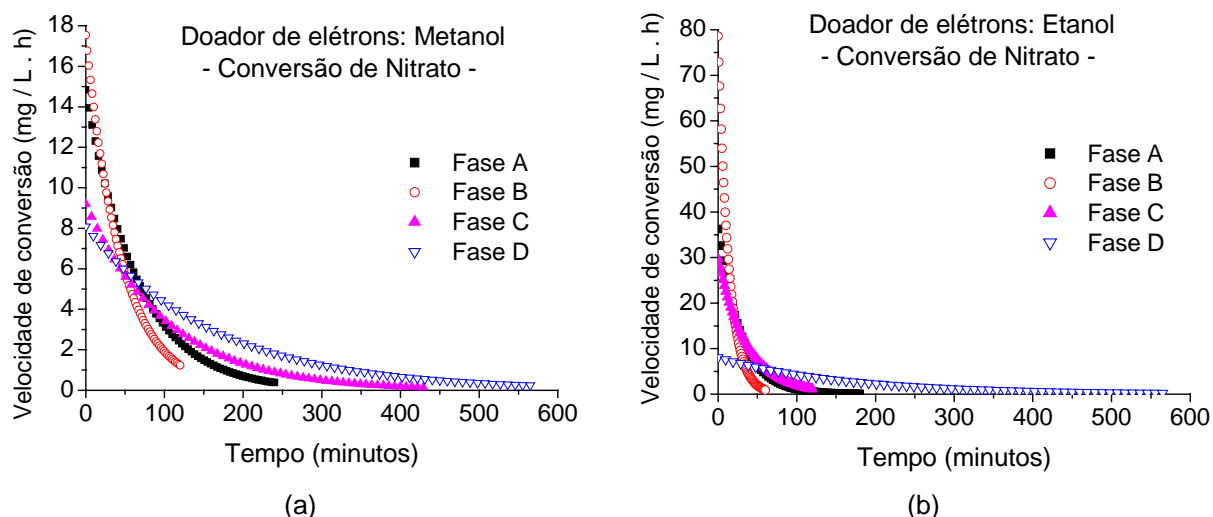 Velocidade de conversão (mg / L . h)
18
16
14
12
10
8
6
4
2
0
Doador de elétrons: Metanol
- Conversão de Nitrato -
Fase A
Fase B
Fase C
Fase D
0 100 200 300 400 500 600
Tempo (minutos)
(a)
Velocidade de conversão (mg / L . h)
80
70
60
50
40
30
20
10
0
Doador de elétrons: Etanol
- Conversão de Nitrato -
Fase A
Fase B
Fase C
Fase D
0 100 200 300 400 500 600
Tempo (minutos)
(b)